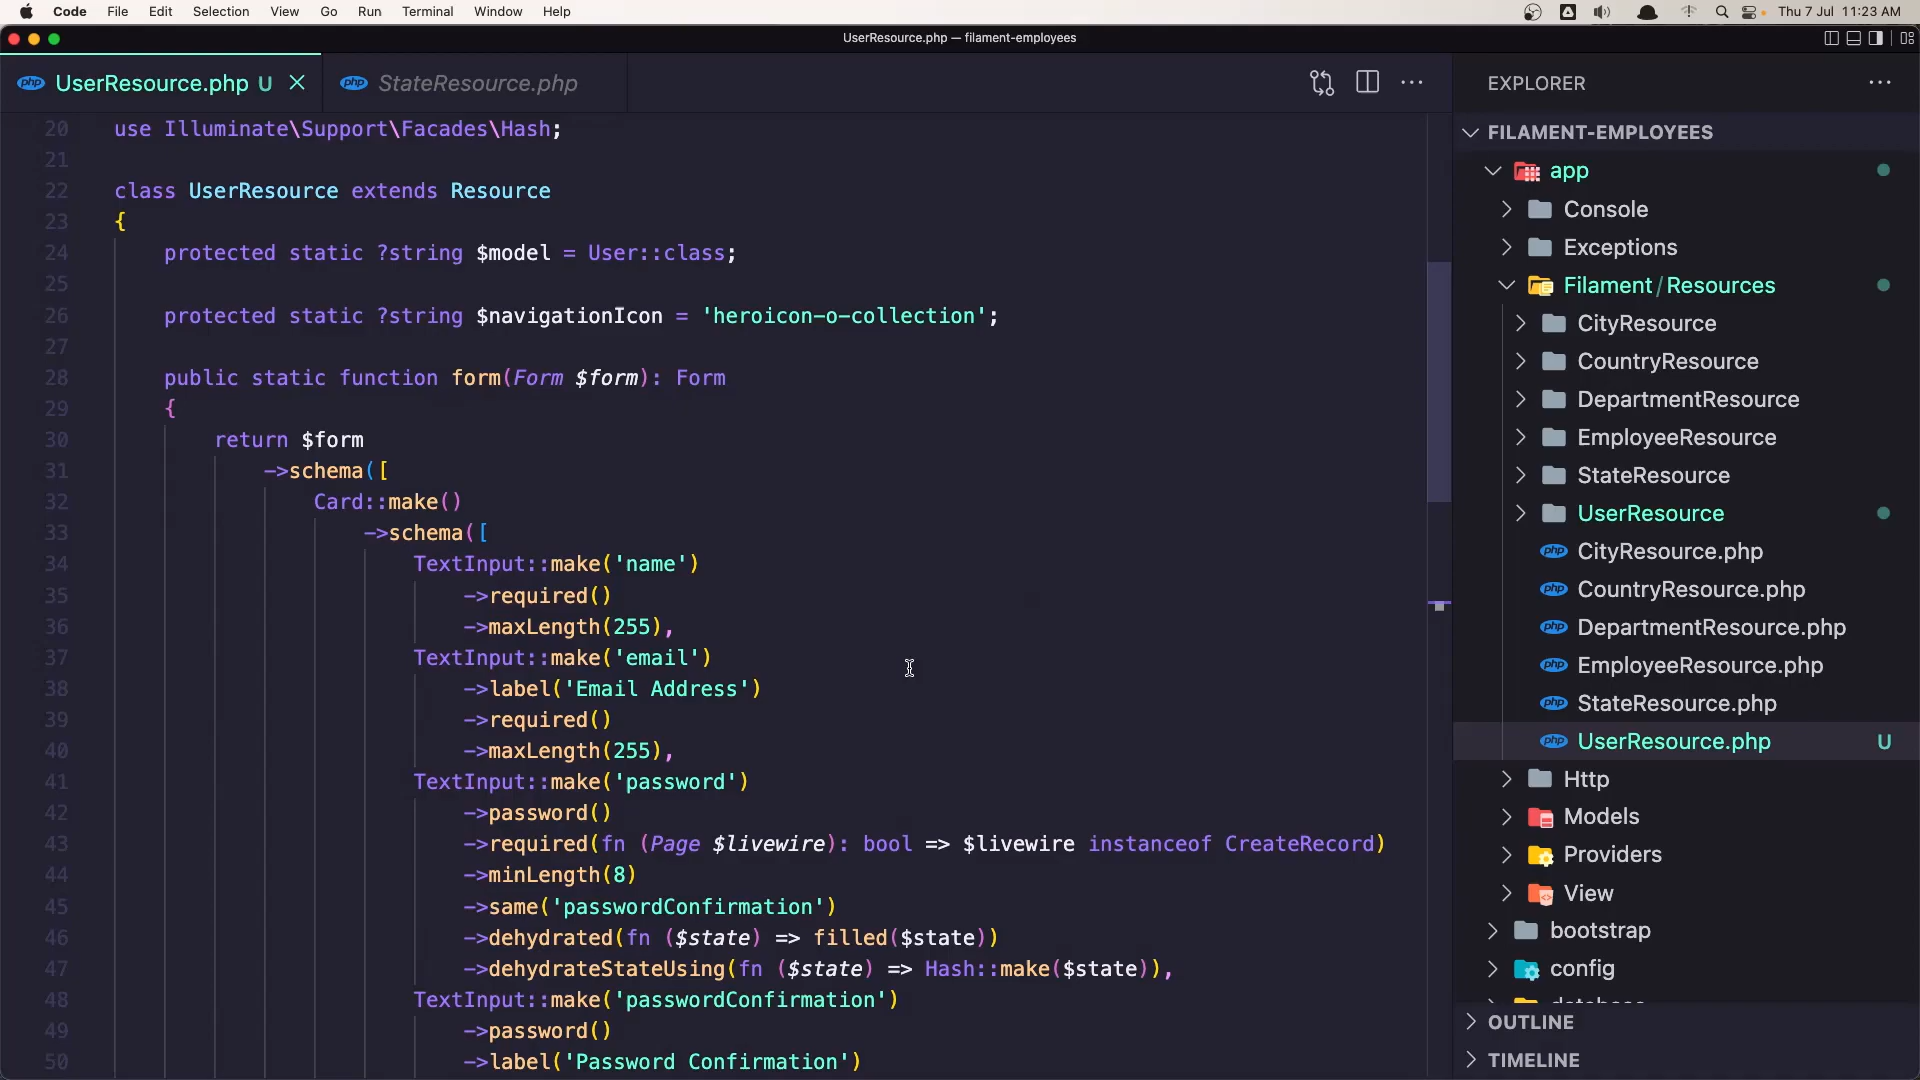 Code File Edit Selection View Go Run Terminal Window Help Thu 7 Jul 11:23 AM
UserResource.php — filament-employees
php UserResource.php U
php StateResource.php
EXPLORER
20 use Illuminate\Support\Facades\Hash;
21
22 class UserResource extends Resource
23 {
24 protected static ?string $model = User::class;
25
26 protected static ?string $navigationIcon = 'heroicon-o-collection';
27
28 public static function form(Form $form): Form
29 {
30 return $form
31 ->schema([
32 Card::make()
33 ->schema([
34 TextInput::make('name')
35 ->required()
36 ->maxLength(255),
37 TextInput::make('email')
38 ->label('Email Address')
39 ->required()
40 ->maxLength(255),
41 TextInput::make('password')
42 ->password()
43 ->required(fn (Page $livewire): bool => $livewire instanceof CreateRecord)
44 ->minLength(8)
45 ->same('passwordConfirmation')
46 ->dehydrated(fn ($state) => filled($state))
47 ->dehydrateStateUsing(fn ($state) => Hash::make($state)),
48 TextInput::make('passwordConfirmation')
49 ->password()
50 ->label('Password Confirmation')
FILAMENT-EMPLOYEES
app
Console
Exceptions
Filament/Resources
CityResource
CountryResource
DepartmentResource
EmployeeResource
StateResource
UserResource
php CityResource.php
php CountryResource.php
php DepartmentResource.php
php EmployeeResource.php
php StateResource.php
php UserResource.php U
Http
Models
Providers
View
bootstrap
config
database
OUTLINE
TIMELINE